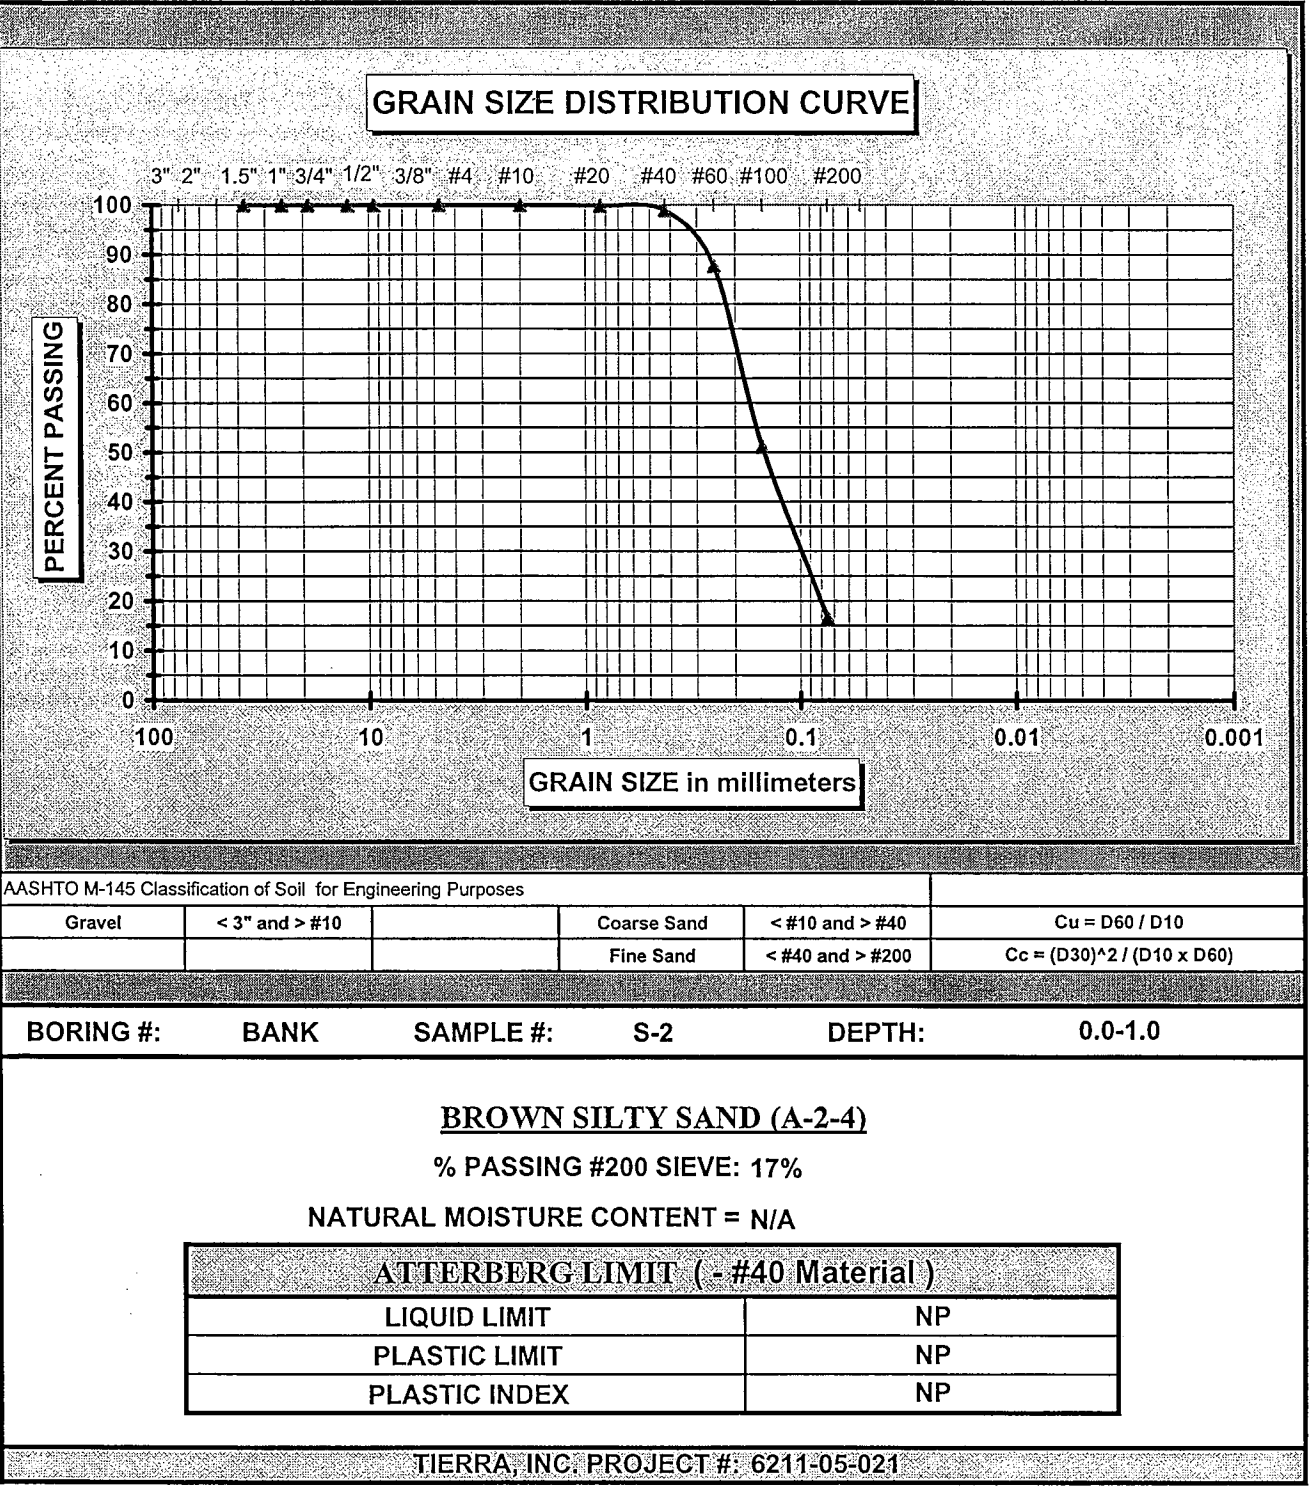 GRAIN SIZE DISTRIBUTION CURVE
3" 2" 1.5" 1" 3/4" 1/2" 3/8" #4 #10 #20 #40 #60 #100 #200
100
90
80
70
60
50
40
30
20
10
0
PERCENT PASSING
100 10 1 0.1 0.01 0.001
GRAIN SIZE in millimeters
AASHTO M-145 Classification of Soil for Engineering Purposes
Gravel < 3" and > #10 Coarse Sand < #10 and > #40 Cu = D60 / D10
Fine Sand < #40 and > #200 Cc = (D30)^2 / (D10 x D60)
BORING #: BANK SAMPLE #: S-2 DEPTH: 0.0-1.0
BROWN SILTY SAND (A-2-4)
% PASSING #200 SIEVE: 17%
NATURAL MOISTURE CONTENT = N/A
ATTERBERG LIMIT ( - #40 Material )
LIQUID LIMIT NP
PLASTIC LIMIT NP
PLASTIC INDEX NP
TIERRA, INC. PROJECT #: 6211-05-021